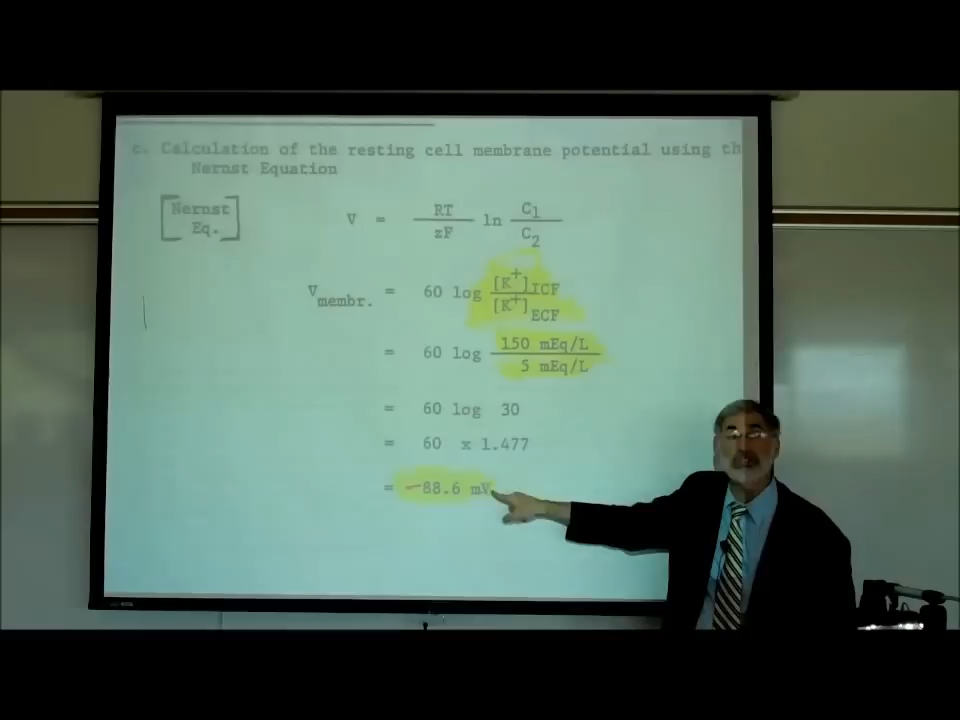 c. Calculation of the resting cell membrane potential using th
Nernst Equation
[Nernst Eq.] V = RT/zF ln C₁/C₂
Vmembr. = 60 log [K⁺]ICF/[K⁺]ECF
= 60 log 150 mEq/L / 5 mEq/L
= 60 log 30
= 60 x 1.477
= -88.6 mV